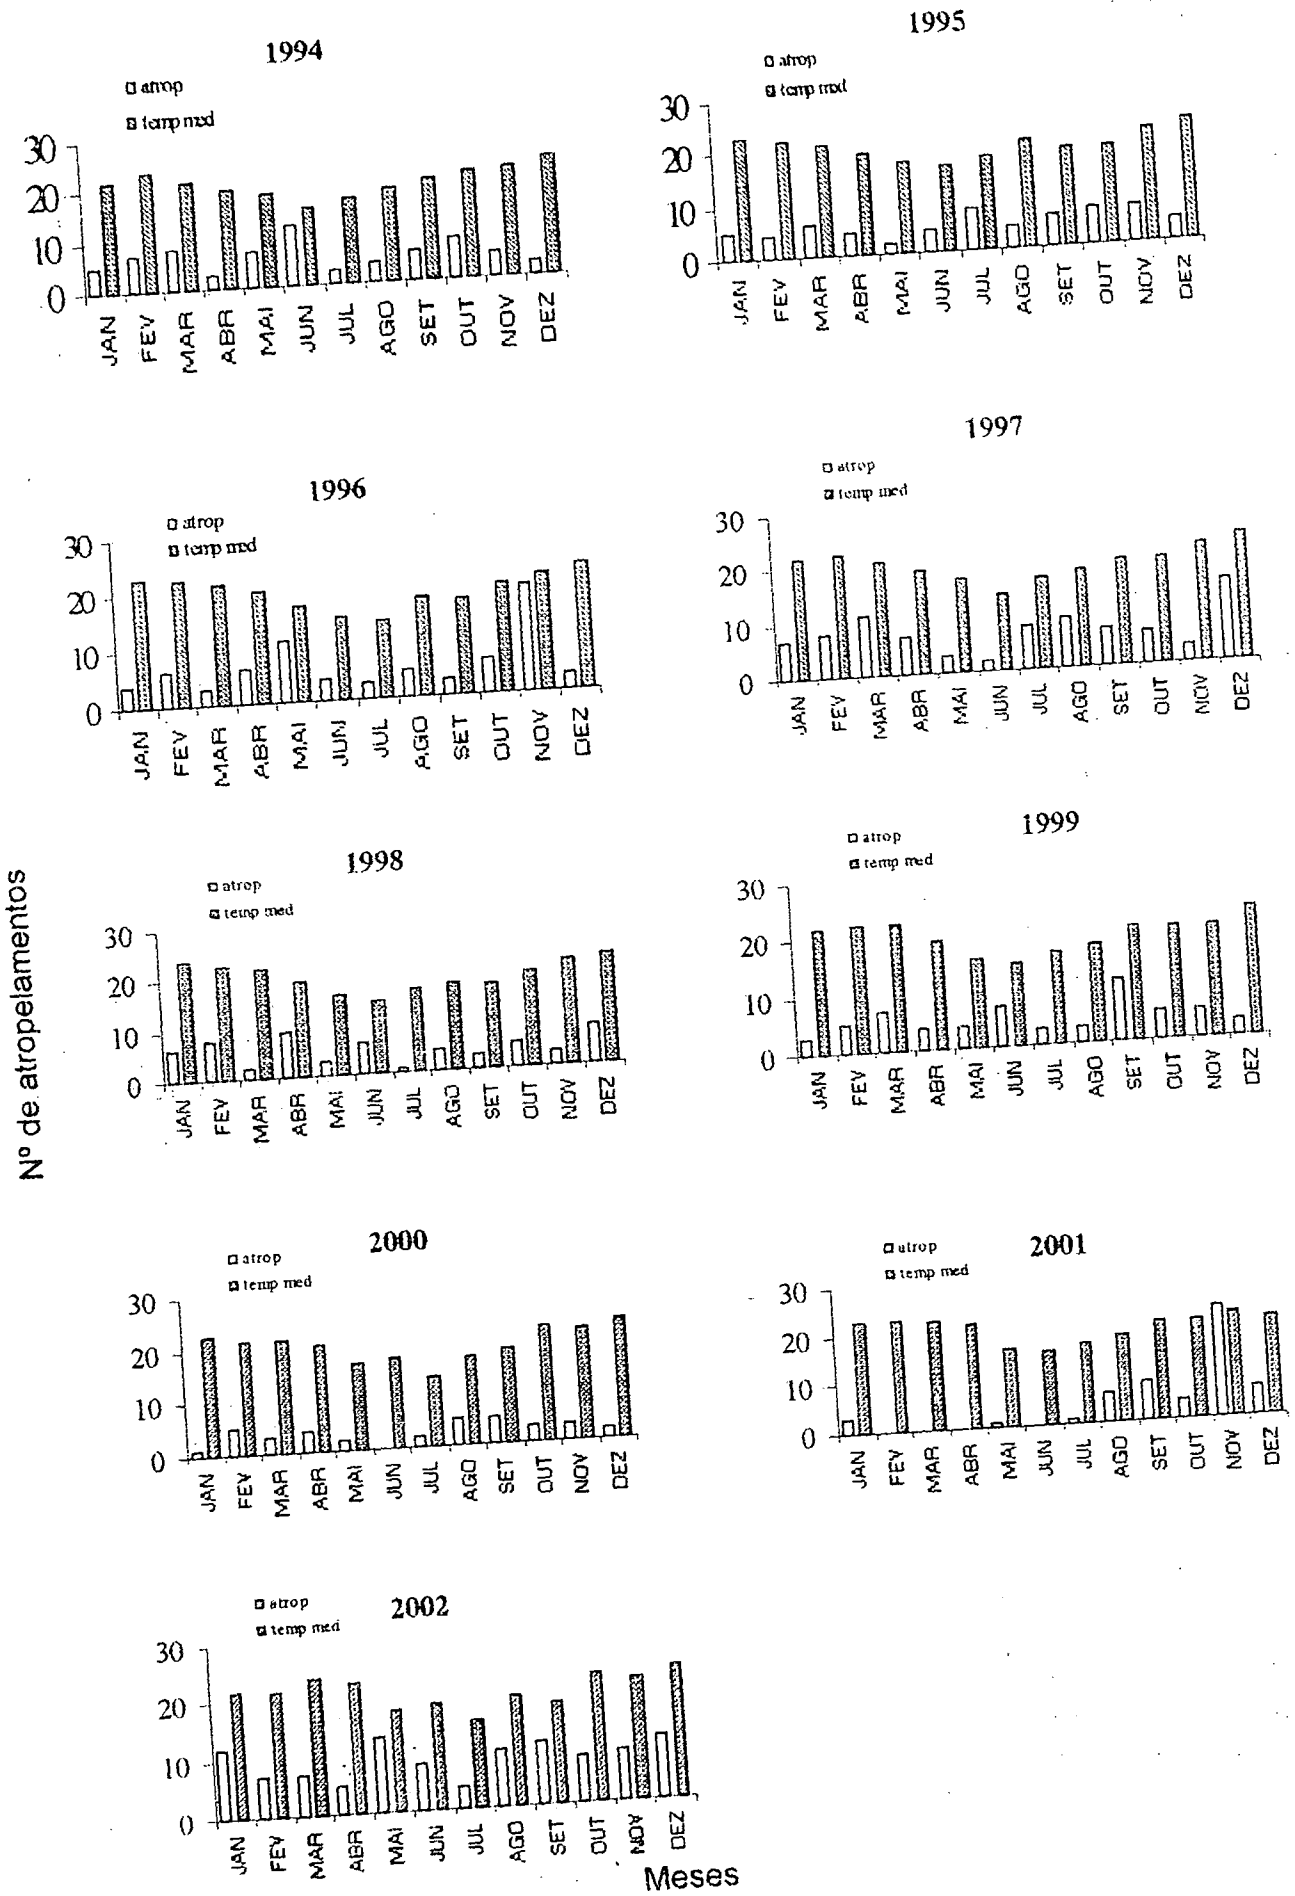 1994
atrop
temp med
30
20
10
0
JAN FEV MAR ABR MAI JUN JUL AGO SET OUT NOV DEZ
1995
atrop
temp med
30
20
10
0
JAN FEV MAR ABR MAI JUN JUL AGO SET OUT NOV DEZ
1996
atrop
temp med
30
20
10
0
JAN FEV MAR ABR MAI JUN JUL AGO SET OUT NOV DEZ
1997
atrop
temp med
30
20
10
0
JAN FEV MAR ABR MAI JUN JUL AGO SET OUT NOV DEZ
Nº de atropelamentos
1998
atrop
temp med
30
20
10
0
JAN FEV MAR ABR MAI JUN JUL AGO SET OUT NOV DEZ
1999
atrop
temp med
30
20
10
0
JAN FEV MAR ABR MAI JUN JUL AGO SET OUT NOV DEZ
2000
atrop
temp med
30
20
10
0
JAN FEV MAR ABR MAI JUN JUL AGO SET OUT NOV DEZ
2001
atrop
temp med
30
20
10
0
JAN FEV MAR ABR MAI JUN JUL AGO SET OUT NOV DEZ
2002
atrop
temp med
30
20
10
0
JAN FEV MAR ABR MAI JUN JUL AGO SET OUT NOV DEZ
Meses